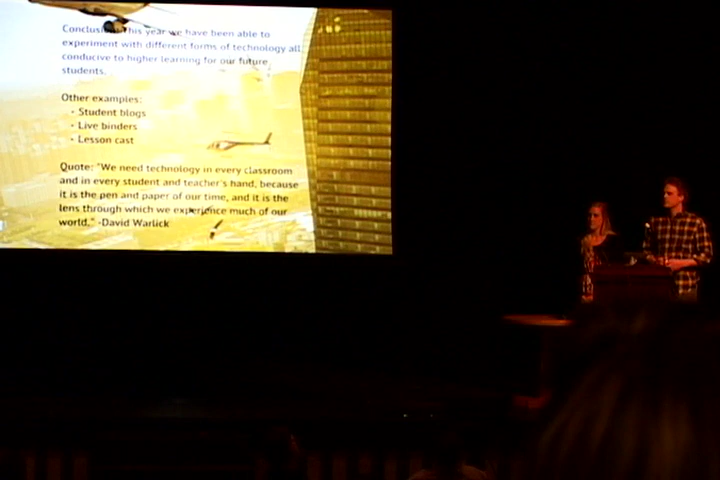 Conclusion: This year we have been able to
experiment with different forms of technology all
conducive to higher learning for our future
students.
Other examples:
- Student blogs
- Live binders
- Lesson cast
Quote: "We need technology in every classroom
and in every student and teacher's hand, because
it is the pen and paper of our time, and it is the
lens through which we experience much of our
world." -David Warlick